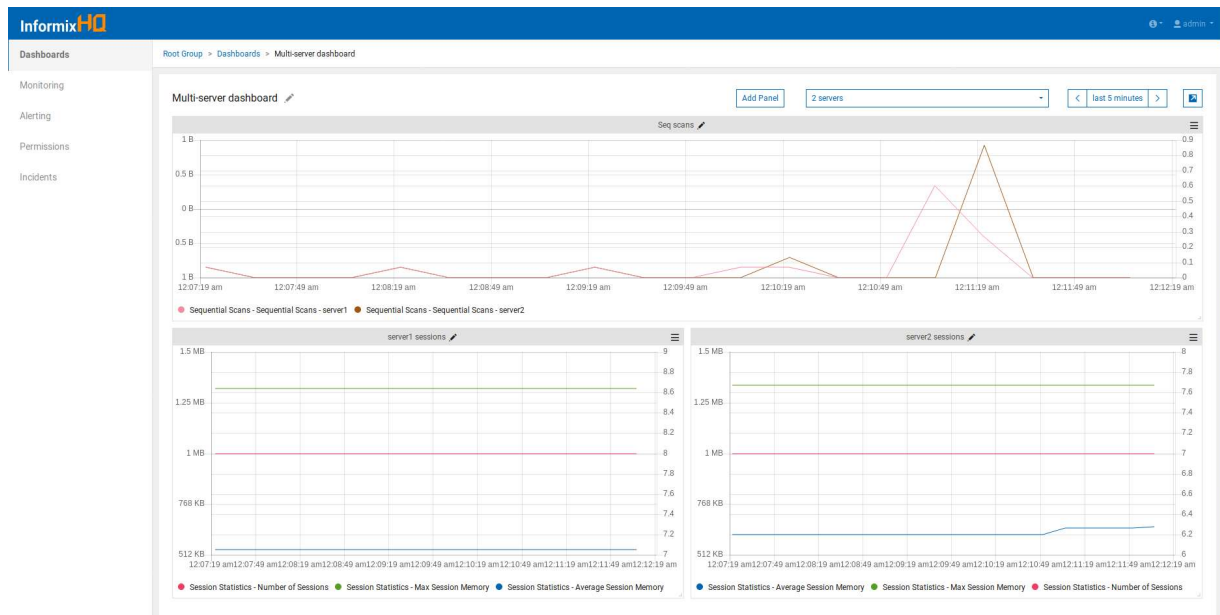 InformixHQ
admin
Dashboards
Root Group > Dashboards > Multi-server dashboard
Monitoring
Alerting
Permissions
Incidents
Multi-server dashboard
Add Panel
2 servers
last 5 minutes
Seq scans
1 B
0.5 B
0 B
0.5 B
1 B
0.9
0.8
0.7
0.6
0.5
0.4
0.3
0.2
0.1
0
12:07:19 am 12:07:49 am 12:08:19 am 12:08:49 am 12:09:19 am 12:09:49 am 12:10:19 am 12:10:49 am 12:11:19 am 12:11:49 am 12:12:19 am
Sequential Scans - Sequential Scans - server1 Sequential Scans - Sequential Scans - server2
server1 sessions
1.5 MB
1.25 MB
1 MB
768 KB
512 KB
9
8.8
8.6
8.4
8.2
8
7.8
7.6
7.4
7.2
7
12:07:19 am12:07:49 am12:08:19 am12:08:49 am12:09:19 am12:09:49 am12:10:19 am12:10:49 am12:11:19 am12:11:49 am12:12:19 am
Session Statistics - Number of Sessions Session Statistics - Max Session Memory Session Statistics - Average Session Memory
server2 sessions
1.5 MB
1.25 MB
1 MB
768 KB
512 KB
8
7.8
7.6
7.4
7.2
7
6.8
6.6
6.4
6.2
6
12:07:19 am12:07:49 am12:08:19 am12:08:49 am12:09:19 am12:09:49 am12:10:19 am12:10:49 am12:11:19 am12:11:49 am12:12:19 am
Session Statistics - Average Session Memory Session Statistics - Max Session Memory Session Statistics - Number of Sessions